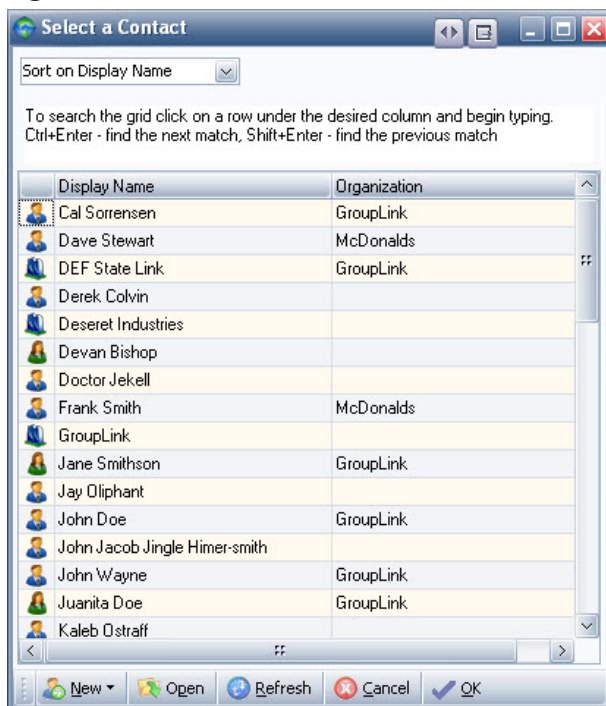 Select a Contact
Sort on Display Name
To search the grid click on a row under the desired column and begin typing.
Ctrl+Enter - find the next match, Shift+Enter - find the previous match
Display Name Organization
Cal Sorrensen GroupLink
Dave Stewart McDonalds
DEF State Link GroupLink
Derek Colvin
Deseret Industries
Devan Bishop
Doctor Jekell
Frank Smith McDonalds
GroupLink
Jane Smithson GroupLink
Jay Oliphant
John Doe GroupLink
John Jacob Jingle Himer-smith
John Wayne GroupLink
Juanita Doe GroupLink
Kaleb Ostraff
New Open Refresh Cancel OK